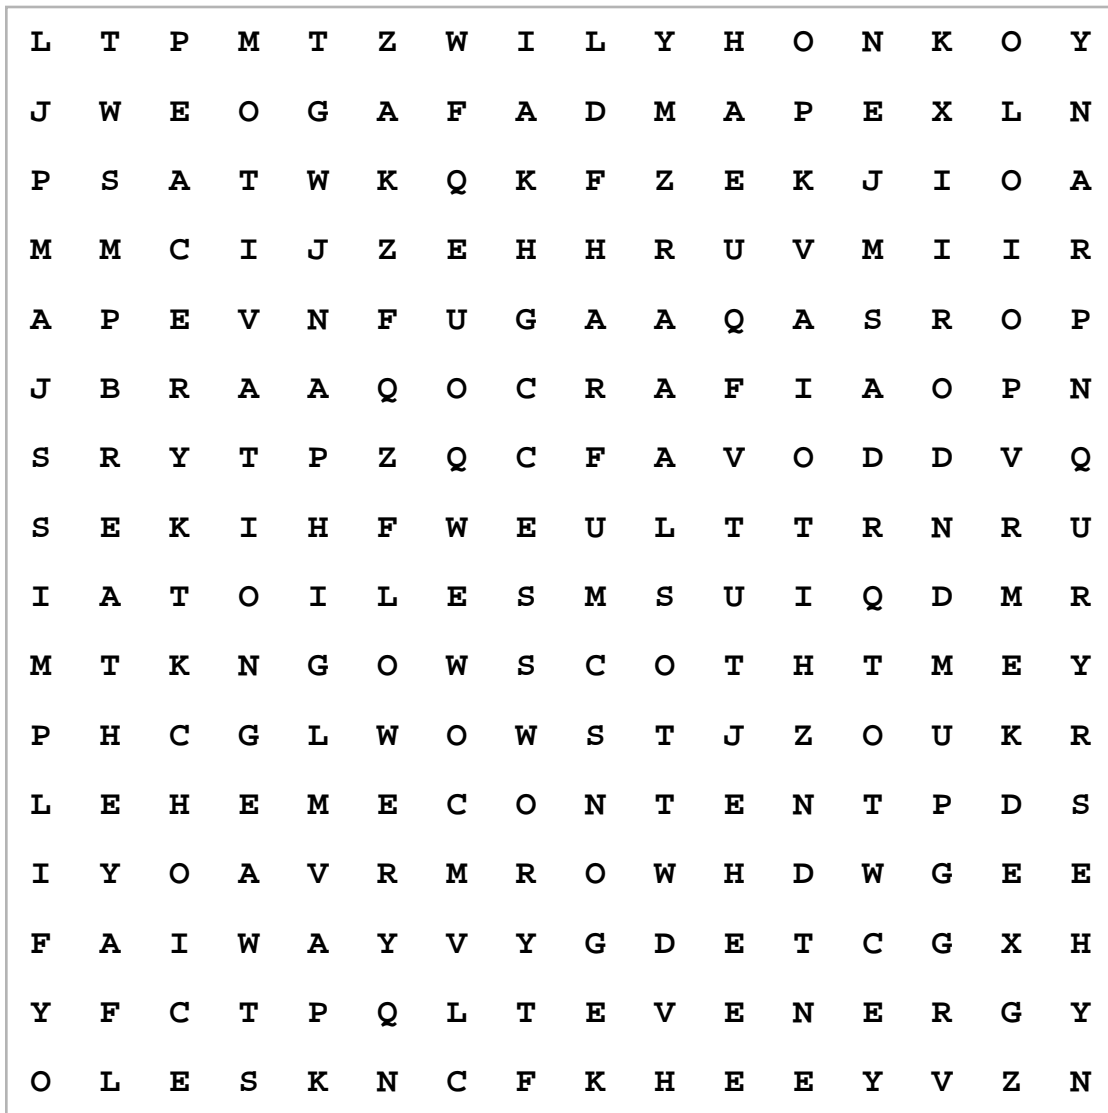 L T P M T Z W I L Y H O N K O Y
J W E O G A F A D M A P E X L N
P S A T W K Q K F Z E K J I O A
M M C I J Z E H H R U V M I I R
A P E V N F U G A A Q A S R O P
J B R A A Q O C R A F I A O P N
S R Y T P Z Q C F A V O D D V Q
S E K I H F W E U L T T R N R U
I A T O I L E S M S U I Q D M R
M T K N G O W S C O T H T M E Y
P H C G L W O W S T J Z O U K R
L E H E M E C O N T E N T P D S
I Y O A V R M R O W H D W G E E
F A I W A Y V Y G D E T C G X H
Y F C T P Q L T E V E N E R G Y
O L E S K N C F K H E E Y V Z N